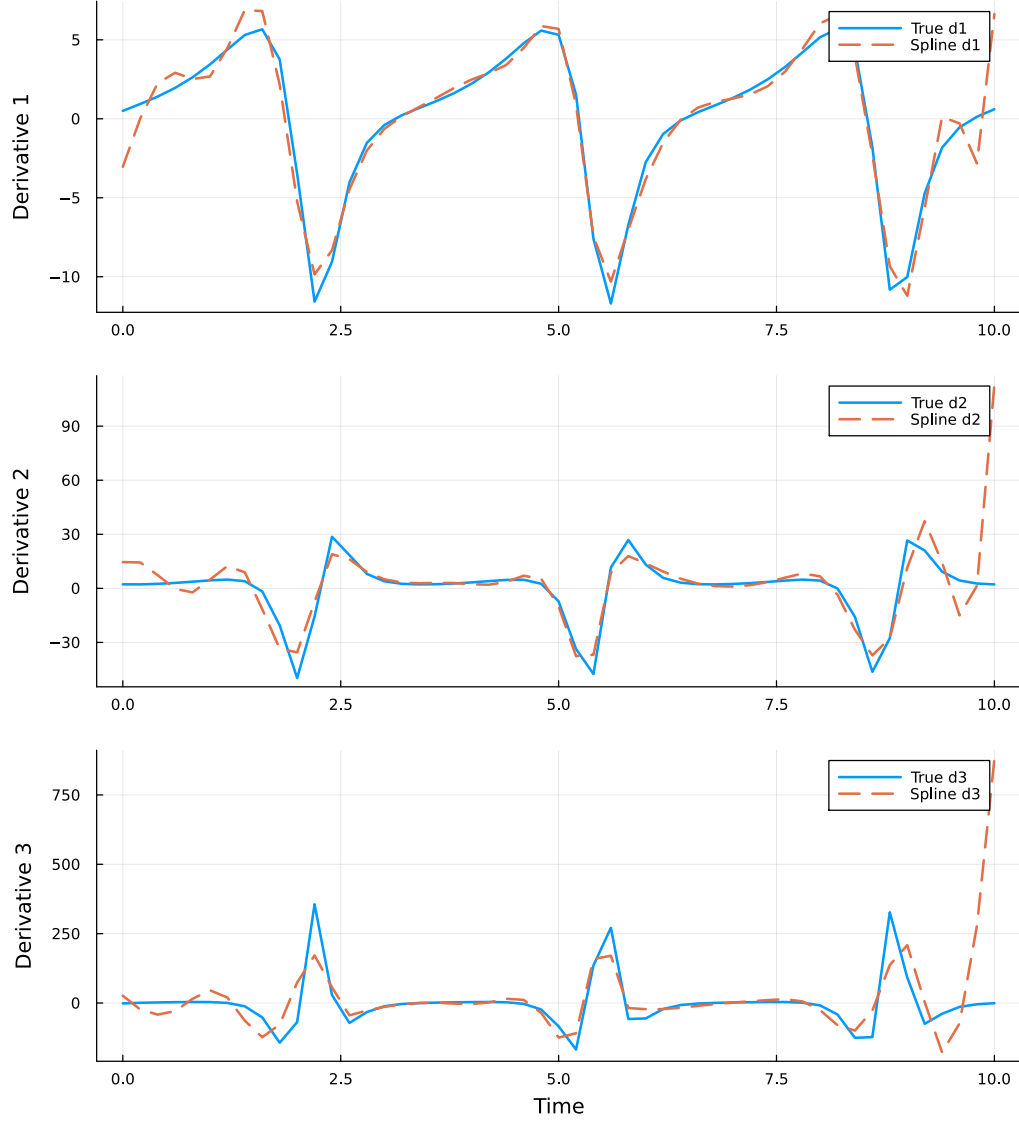 Derivative 1
5
0
−5
−10
0.0 2.5 5.0 7.5 10.0
True d1
Spline d1
Derivative 2
90
60
30
0
−30
0.0 2.5 5.0 7.5 10.0
True d2
Spline d2
Derivative 3
750
500
250
0
0.0 2.5 5.0 7.5 10.0
True d3
Spline d3
Time